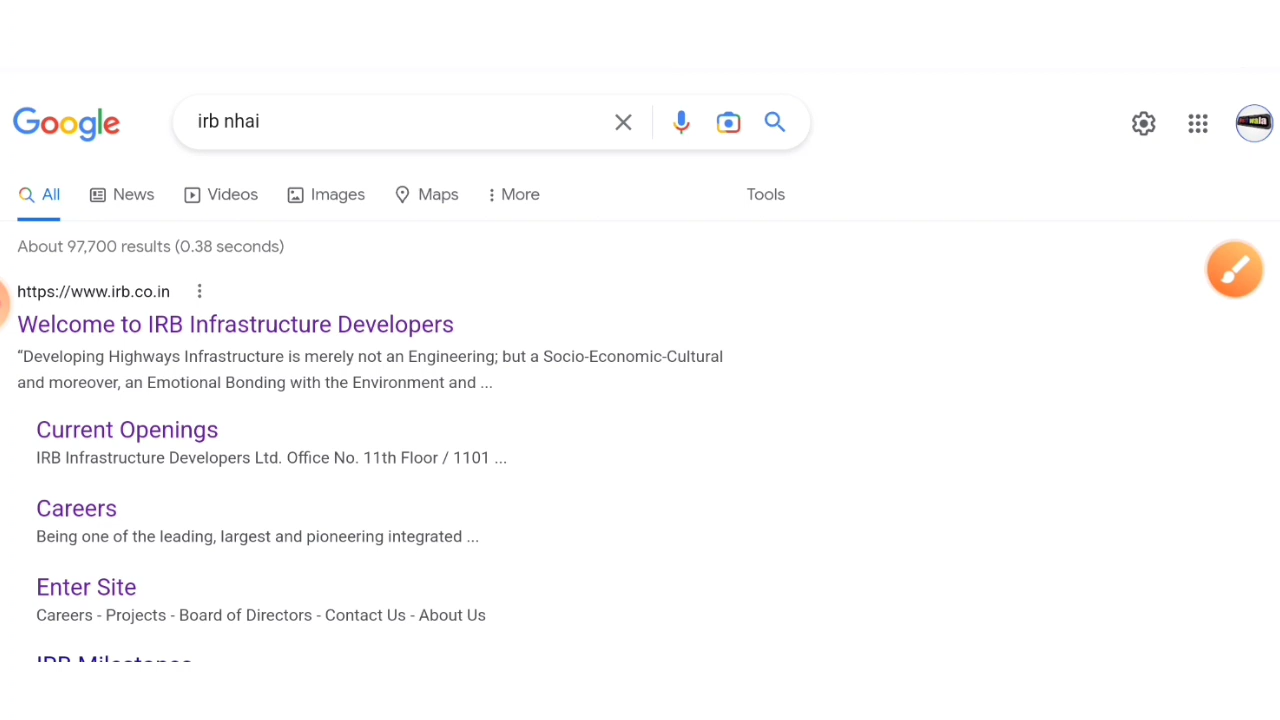 Google
irb nhai
All News Videos Images Maps More Tools
About 97,700 results (0.38 seconds)
https://www.irb.co.in
Welcome to IRB Infrastructure Developers
“Developing Highways Infrastructure is merely not an Engineering; but a Socio-Economic-Cultural
and moreover, an Emotional Bonding with the Environment and ...
Current Openings
IRB Infrastructure Developers Ltd. Office No. 11th Floor / 1101 ...
Careers
Being one of the leading, largest and pioneering integrated ...
Enter Site
Careers - Projects - Board of Directors - Contact Us - About Us
IRB Milestones